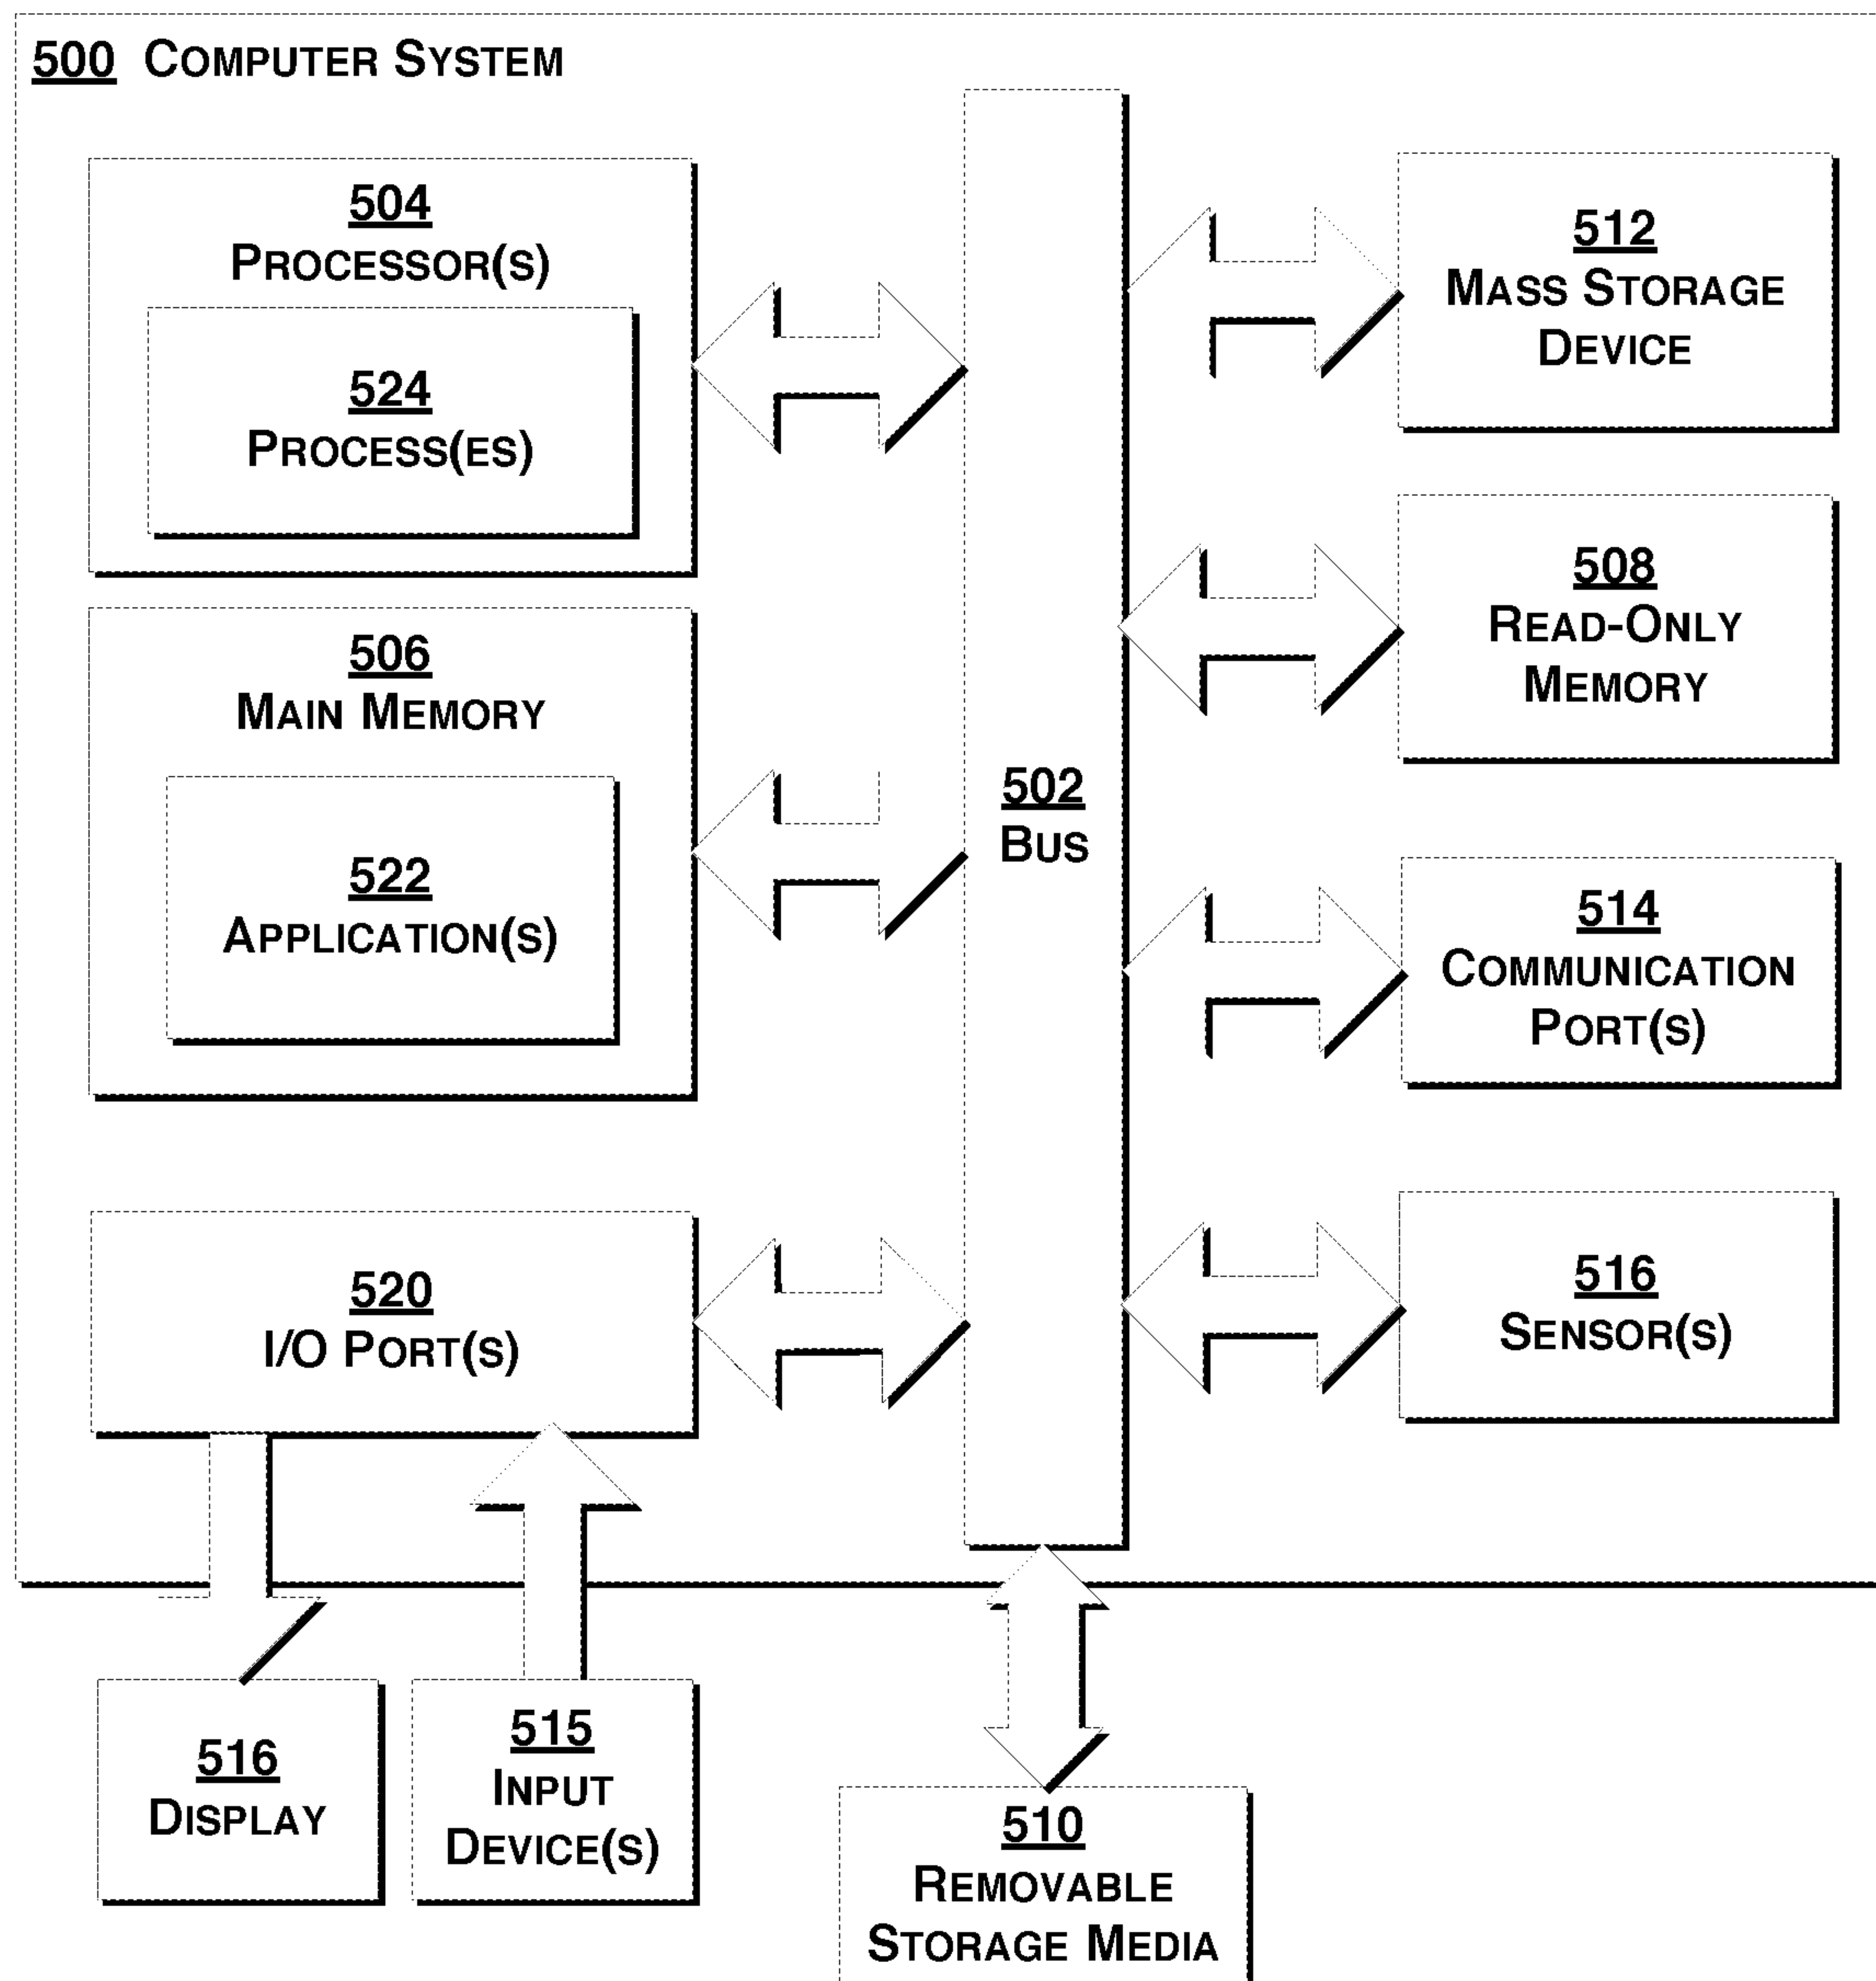 500 COMPUTER SYSTEM
504
PROCESSOR(S)
524
PROCESS(ES)
506
MAIN MEMORY
522
APPLICATION(S)
520
I/O PORT(S)
502
BUS
512
MASS STORAGE
DEVICE
508
READ-ONLY
MEMORY
514
COMMUNICATION
PORT(S)
516
SENSOR(S)
516
DISPLAY
515
INPUT
DEVICE(S)
510
REMOVABLE
STORAGE MEDIA